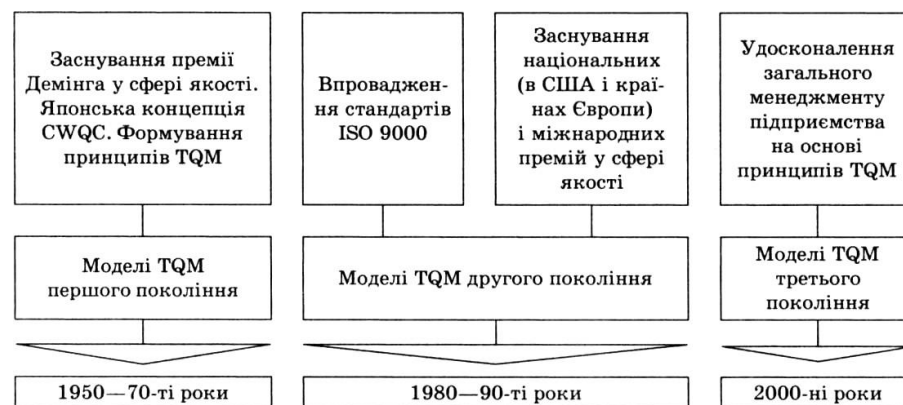 Заснування премії
Демінга у сфері якості.
Японська концепція
CWQC. Формування
принципів TQM
Впроваджен-
ня стандартів
ISO 9000
Заснування
національних
(в США і краї-
нах Європи)
і міжнародних
премій у сфері
якості
Удосконалення
загального
менеджменту
підприємства
на основі
принципів TQM
Моделі TQM
першого покоління
Моделі TQM другого покоління
Моделі TQM
третього
покоління
1950—70-ті роки
1980—90-ті роки
2000-ні роки